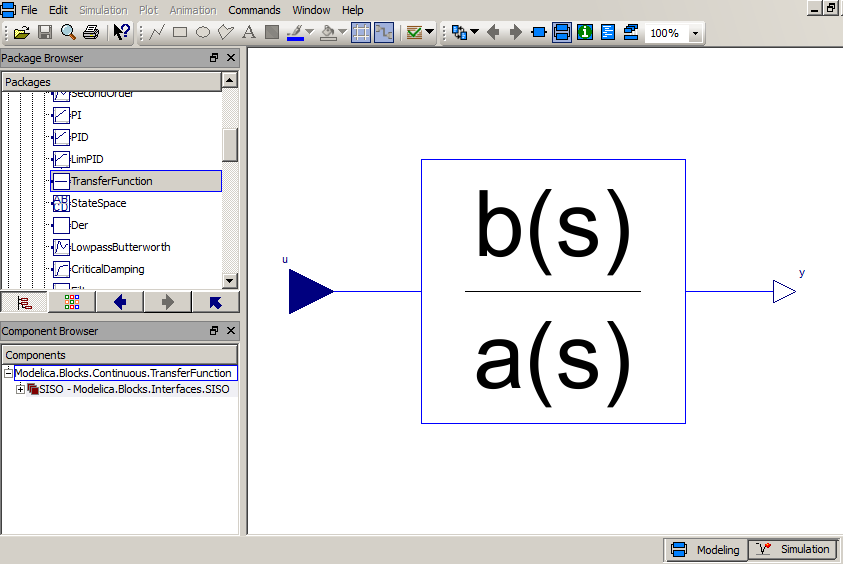 File Edit Simulation Plot Animation Commands Window Help
A 100%
Package Browser
Packages
SecondOrder
PI
PID
LimPID
TransferFunction
ABCD StateSpace
Der
LowpassButterworth
CriticalDamping
Component Browser
Components
Modelica.Blocks.Continuous.TransferFunction
SISO - Modelica.Blocks.Interfaces.SISO
u
b(s)
a(s)
y
Modeling Simulation